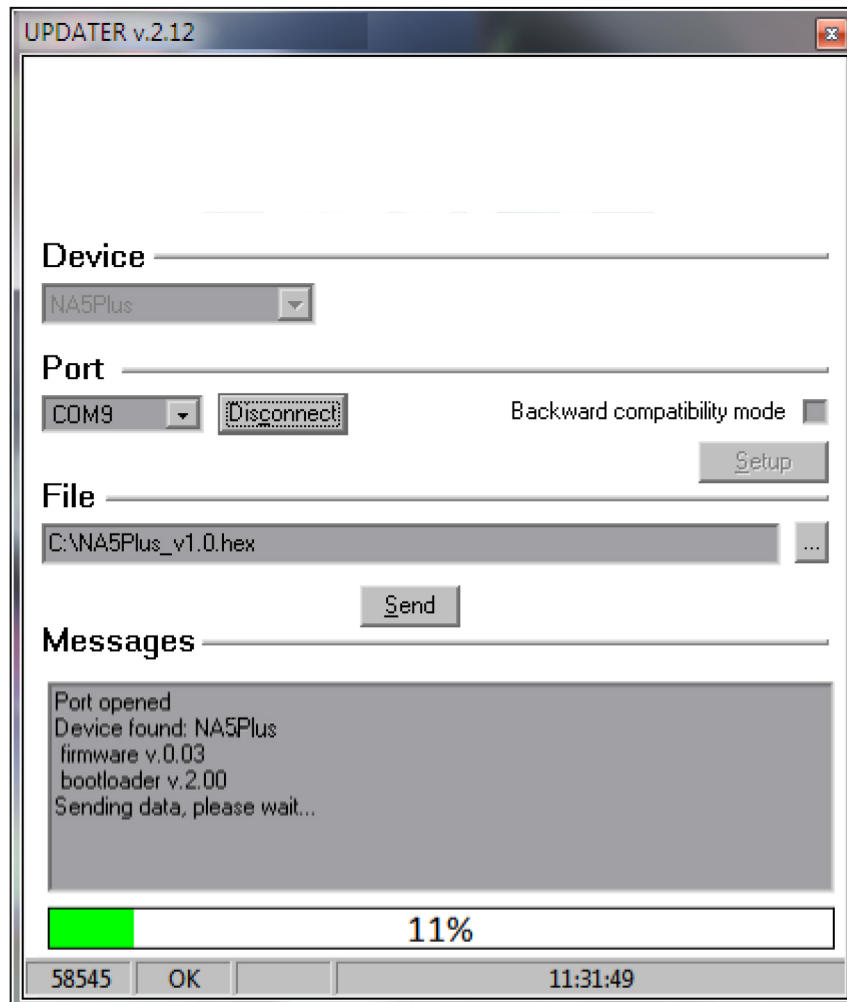 UPDATER v.2.12
Device
NA5Plus
Port
COM9 Disconnect Backward compatibility mode
Setup
File
C:\NA5Plus_v1.0.hex ...
Send
Messages
Port opened
Device found: NA5Plus
firmware v.0.03
bootloader v.2.00
Sending data, please wait...
11%
58545 OK 11:31:49